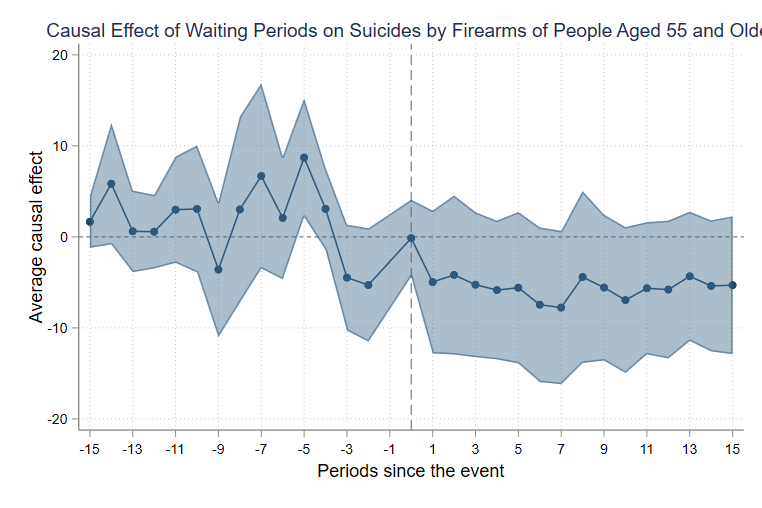 Causal Effect of Waiting Periods on Suicides by Firearms of People Aged 55 and Olde
20
10
0
-10
-20
Average causal effect
-15 -13 -11 -9 -7 -5 -3 -1 1 3 5 7 9 11 13 15
Periods since the event